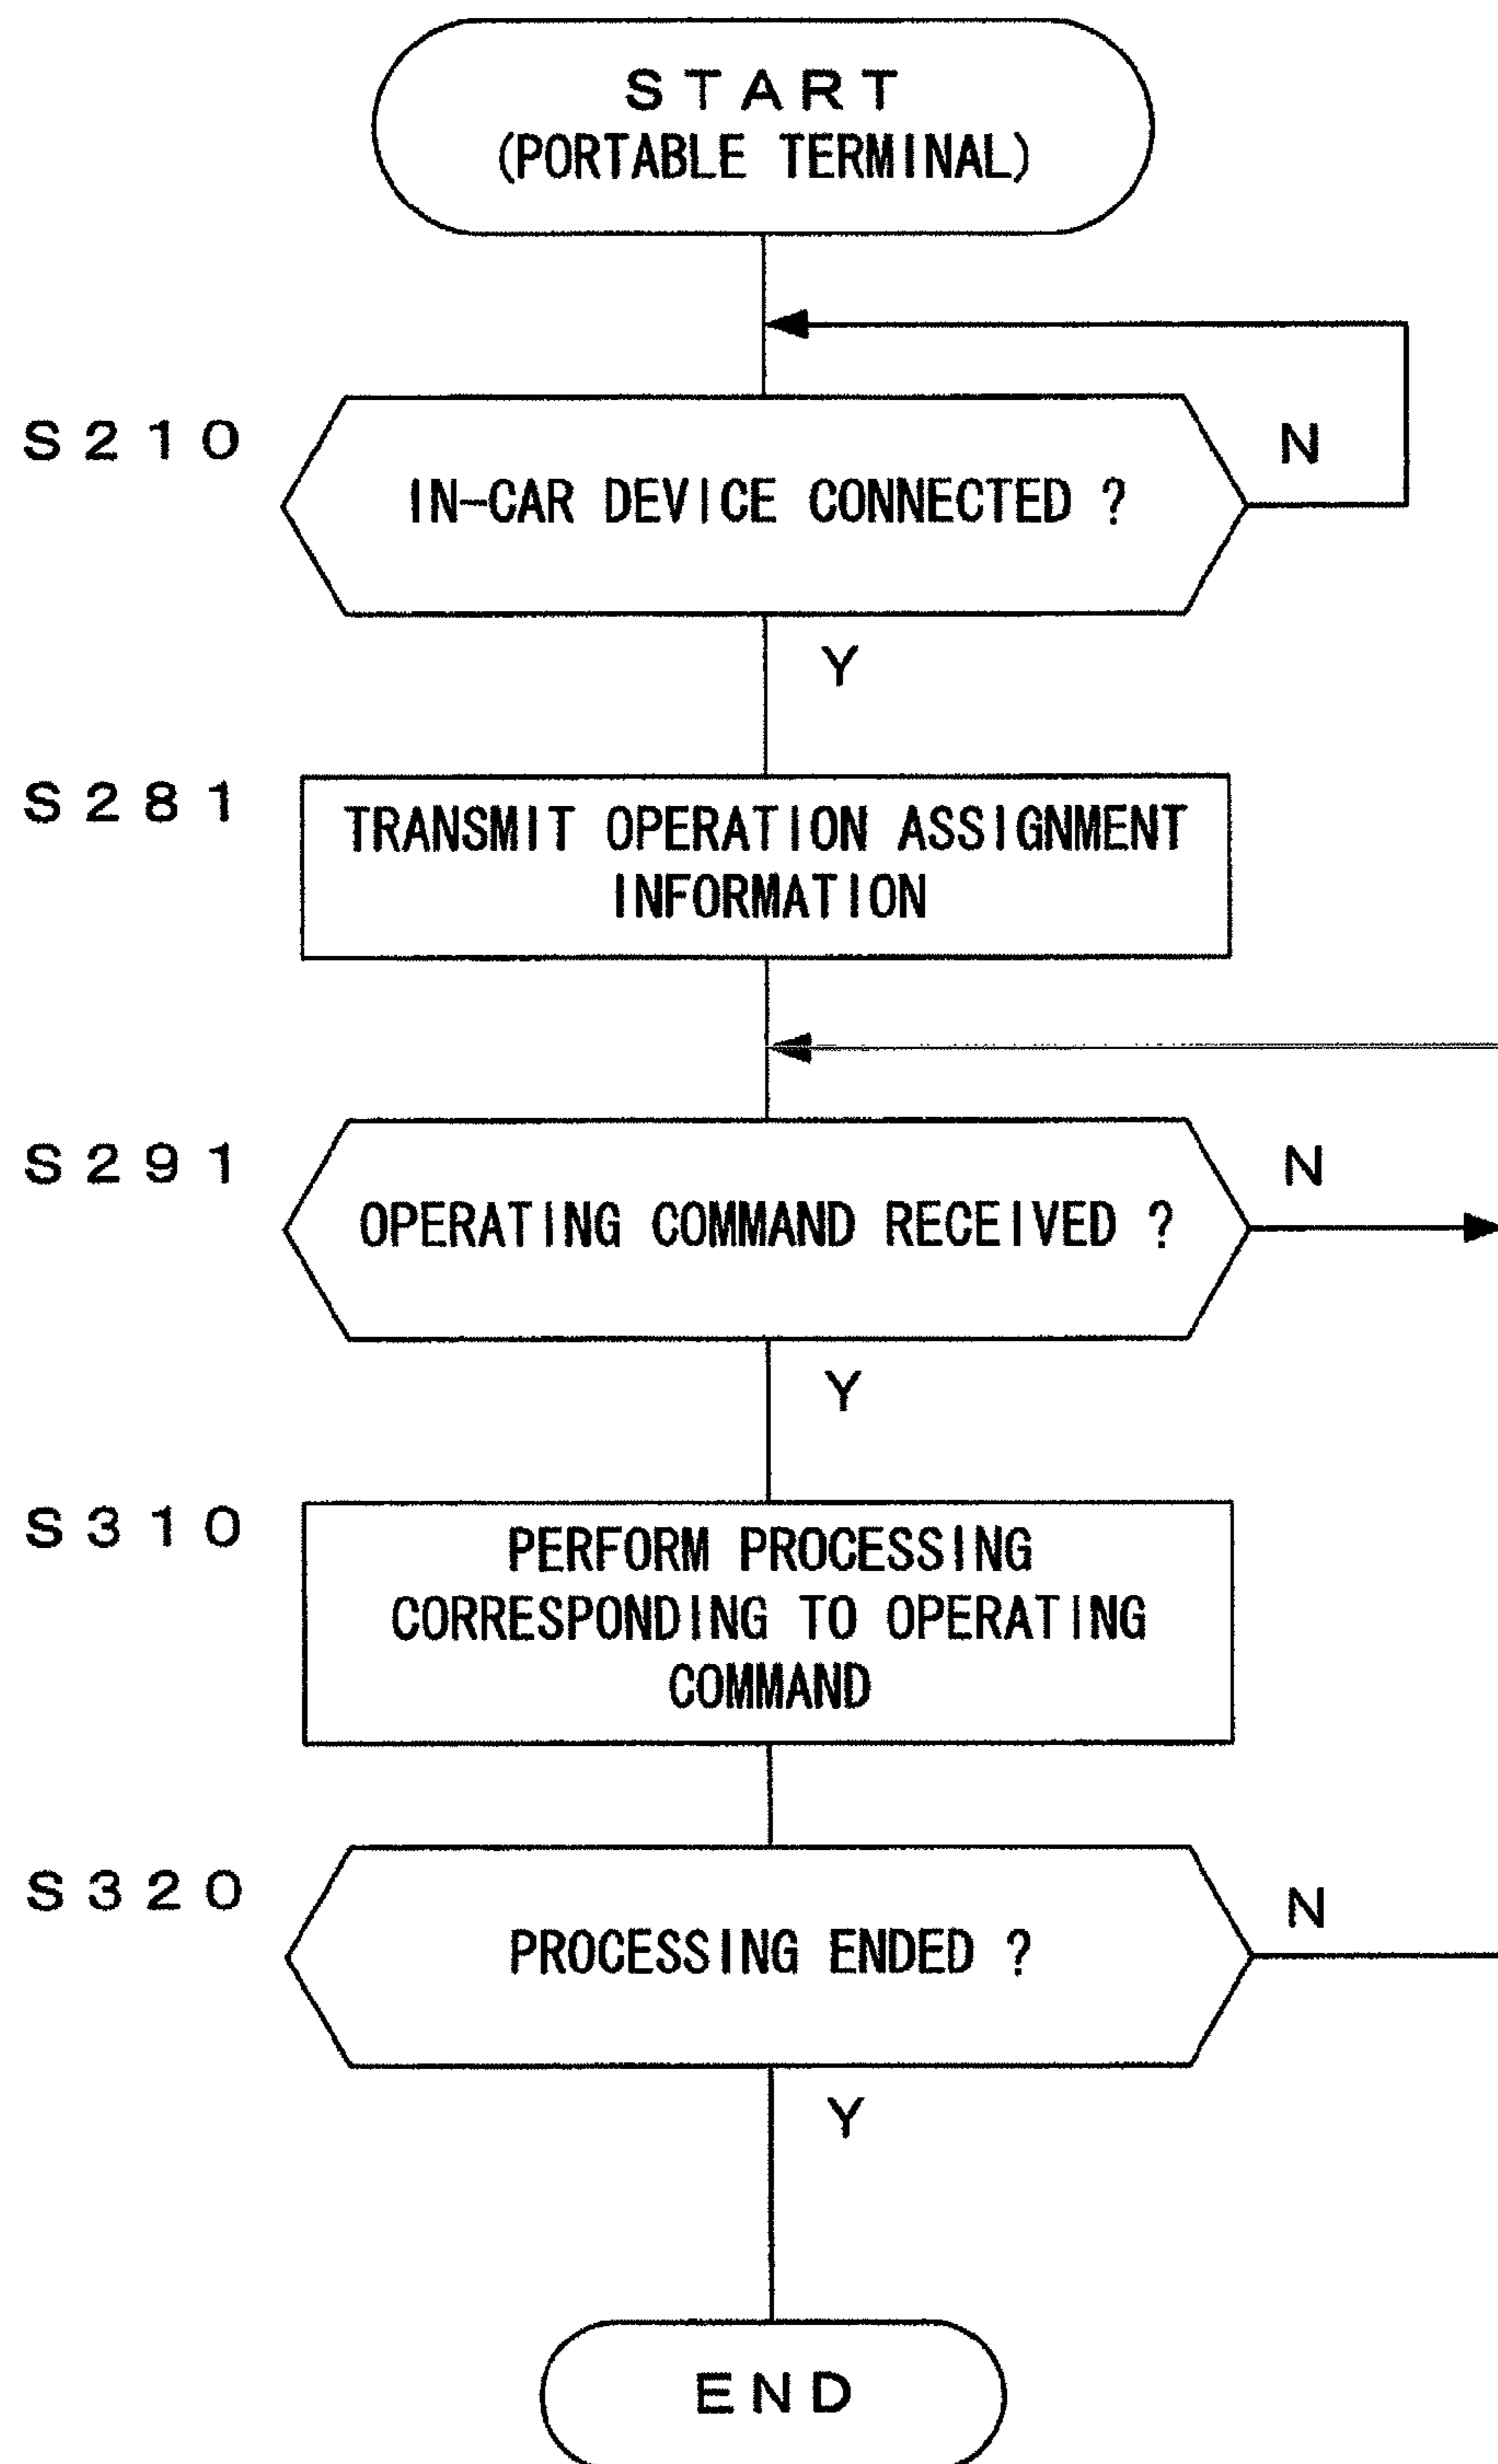 START
(PORTABLE TERMINAL)
S210
IN-CAR DEVICE CONNECTED ?
N
Y
S281
TRANSMIT OPERATION ASSIGNMENT
INFORMATION
S291
OPERATING COMMAND RECEIVED ?
N
Y
S310
PERFORM PROCESSING
CORRESPONDING TO OPERATING
COMMAND
S320
PROCESSING ENDED ?
N
Y
END